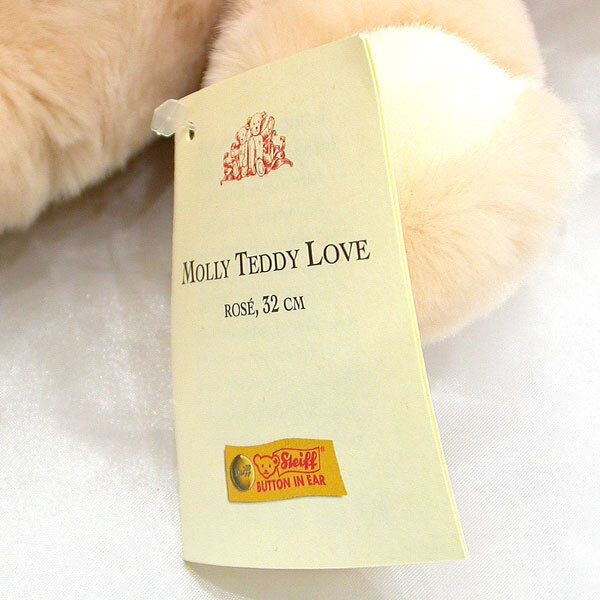 MOLLY TEDDY LOVE
ROSÉ, 32 CM
Steiff®
BUTTON IN EAR